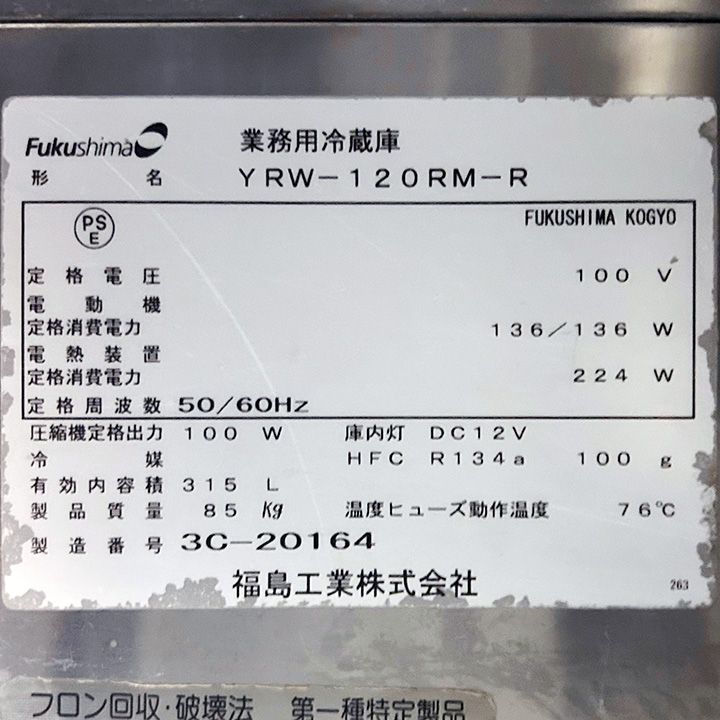 Fukushima 業務用冷蔵庫
形名 YRW-120RM-R
PSE FUKUSHIMA KOGYO
定格電圧 100 V
電動機
定格消費電力 136/136 W
電熱装置
定格消費電力 224 W
定格周波数 50/60Hz
圧縮機定格出力 100 W 庫内灯 DC12V
冷媒 HFC R134a 100 g
有効内容積 315 L
製品質量 85 Kg 温度ヒューズ動作温度 76℃
製造番号 3C-20164
福島工業株式会社 263
フロン回収・破壊法 第一種特定製品